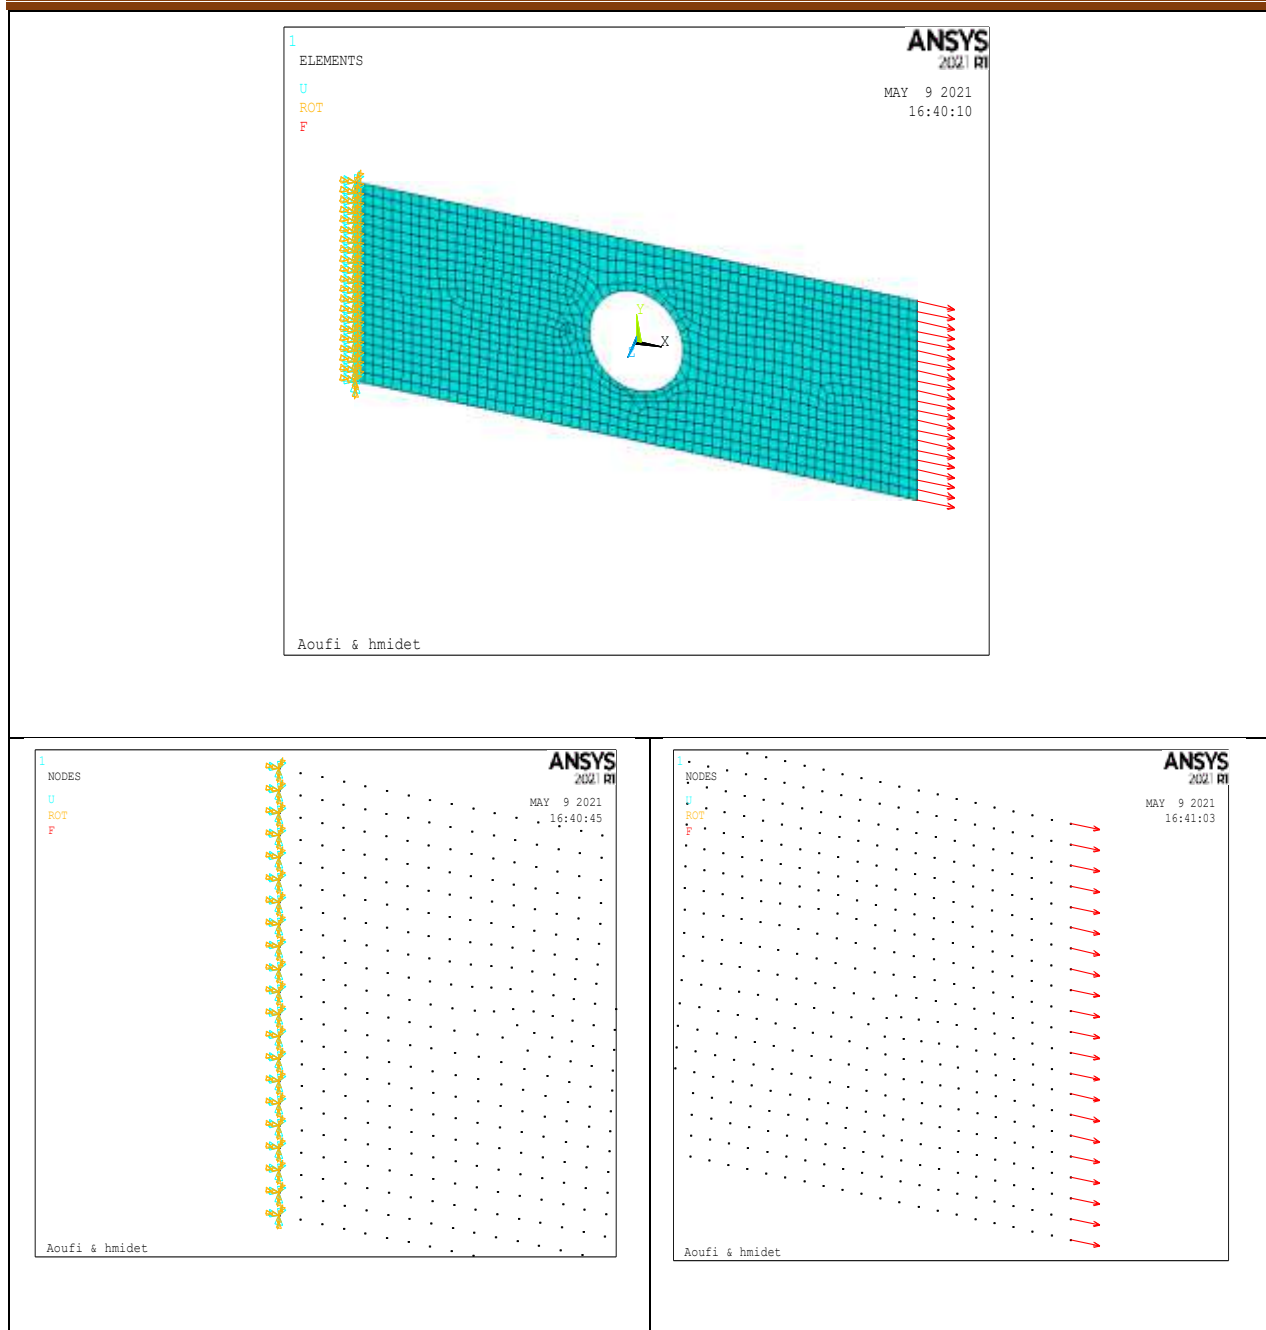 1
ELEMENTS
U
ROT
F
ANSYS
2021 R1
MAY 9 2021
16:40:10
Y
X
Z
Aoufi & hmidet
1
NODES
U
ROT
F
ANSYS
2021 R1
MAY 9 2021
16:40:45
Aoufi & hmidet
1
NODES
U
ROT
F
ANSYS
2021 R1
MAY 9 2021
16:41:03
Aoufi & hmidet